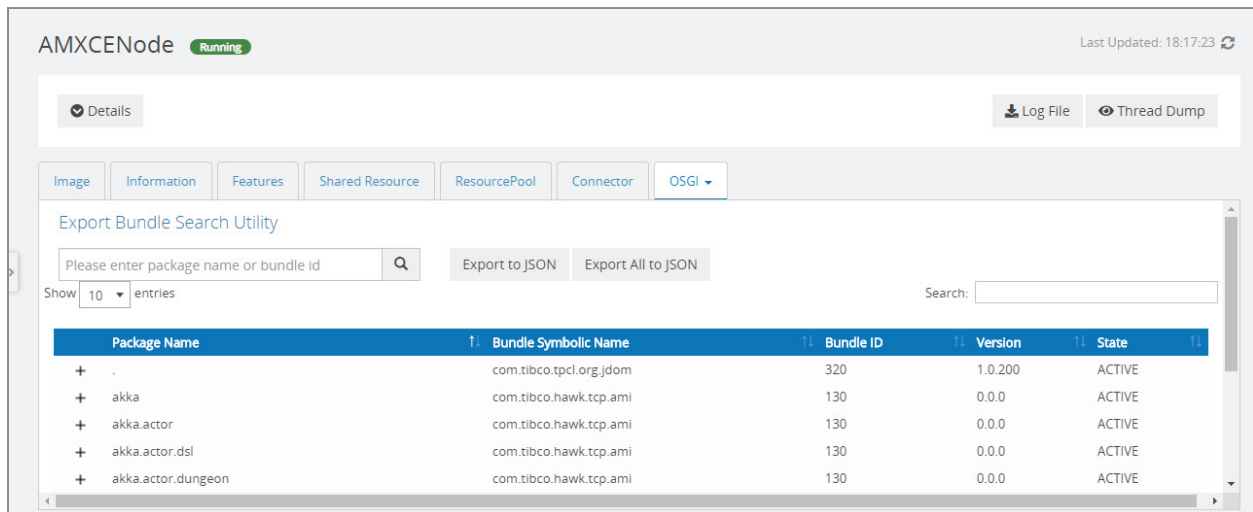 AMXCENode Running Last Updated: 18:17:23
Details Log File Thread Dump
Image Information Features Shared Resource ResourcePool Connector OSGI
Export Bundle Search Utility
Please enter package name or bundle id Export to JSON Export All to JSON
Show 10 entries Search:
Package Name Bundle Symbolic Name Bundle ID Version State
+ . com.tibco.tpcl.org.jdom 320 1.0.200 ACTIVE
+ akka com.tibco.hawk.tcp.ami 130 0.0.0 ACTIVE
+ akka.actor com.tibco.hawk.tcp.ami 130 0.0.0 ACTIVE
+ akka.actor.dsl com.tibco.hawk.tcp.ami 130 0.0.0 ACTIVE
+ akka.actor.dungeon com.tibco.hawk.tcp.ami 130 0.0.0 ACTIVE